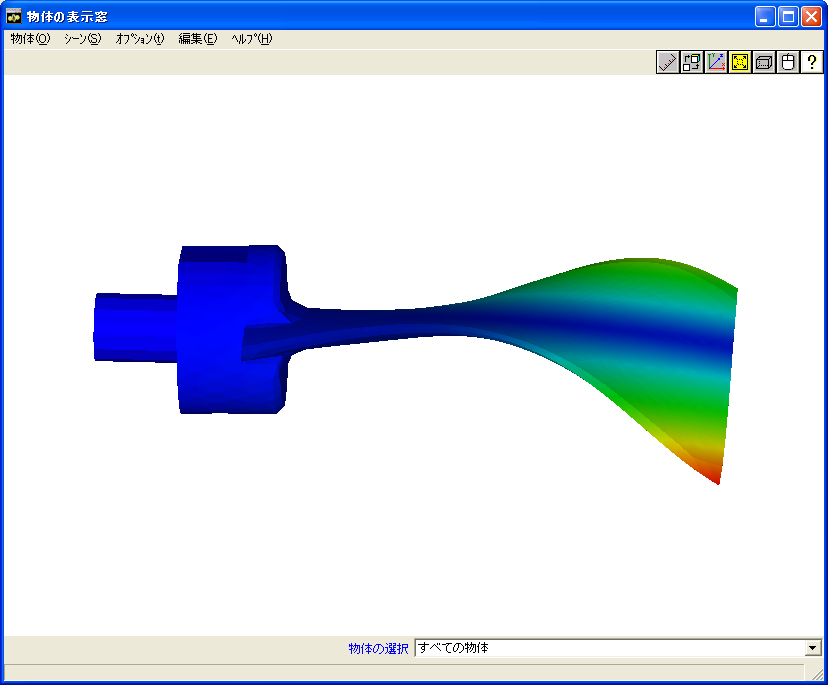 物体の表示窓
物体(O) シーン(S) オプション(t) 編集(E) ヘルプ(H)
?
物体の選択 すべての物体